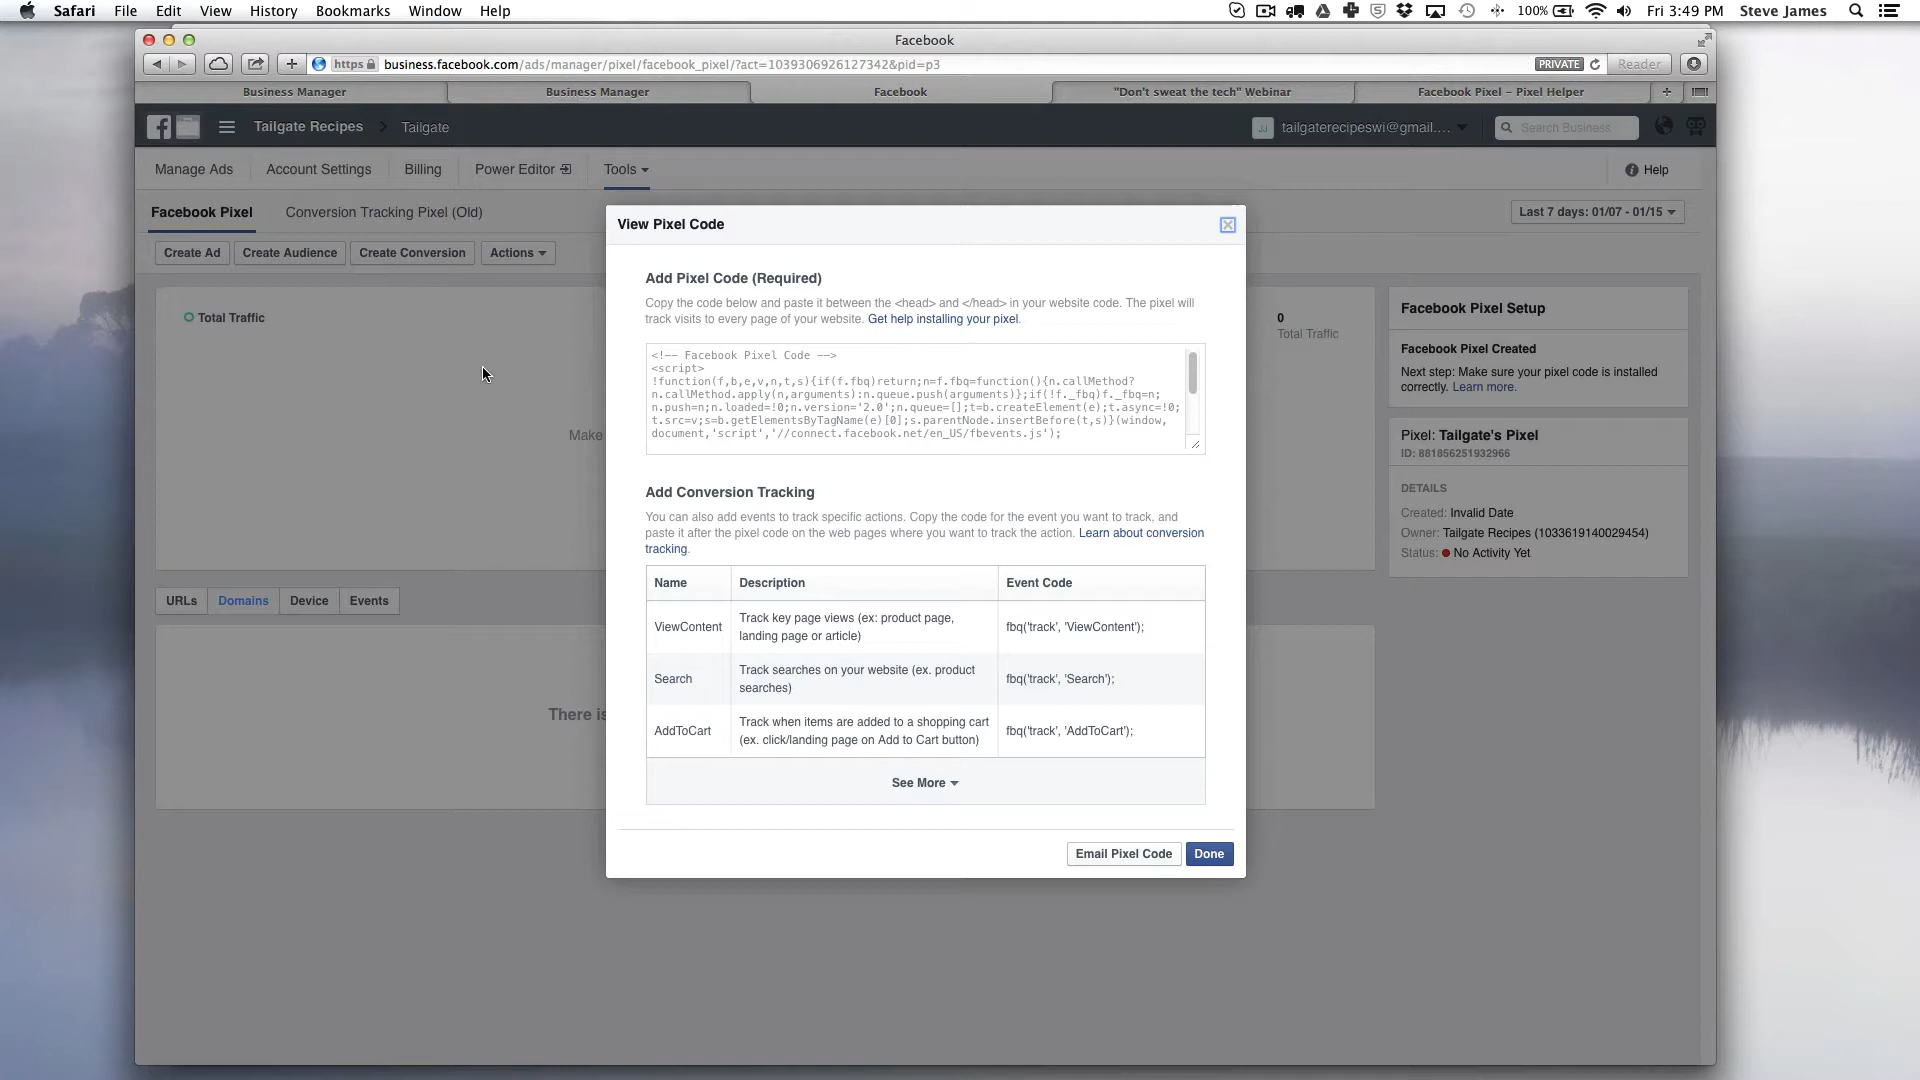 Safari File Edit View History Bookmarks Window Help
100% Fri 3:49 PM Steve James
Facebook
https business.facebook.com/ads/manager/pixel/facebook_pixel/?act=1039306926127342&pid=p3
PRIVATE Reader
Business Manager Business Manager Facebook "Don't sweat the tech" Webinar Facebook Pixel – Pixel Helper
Tailgate Recipes > Tailgate
JJ tailgaterecipeswi@gmail.... Search Business
Manage Ads Account Settings Billing Power Editor Tools Help
Facebook Pixel Conversion Tracking Pixel (Old)
Last 7 days: 01/07 - 01/15
Create Ad Create Audience Create Conversion Actions
Total Traffic
Make
0
Total Traffic
URLs Domains Device Events
There is
View Pixel Code
Add Pixel Code (Required)
Copy the code below and paste it between the <head> and </head> in your website code. The pixel will
track visits to every page of your website. Get help installing your pixel.
<!-- Facebook Pixel Code -->
<script>
!function(f,b,e,v,n,t,s){if(f.fbq)return;n=f.fbq=function(){n.callMethod?
n.callMethod.apply(n,arguments):n.queue.push(arguments)};if(!f._fbq)f._fbq=n;
n.push=n;n.loaded=!0;n.version='2.0';n.queue=[];t=b.createElement(e);t.async=!0;
t.src=v;s=b.getElementsByTagName(e)[0];s.parentNode.insertBefore(t,s)}(window,
document,'script','//connect.facebook.net/en_US/fbevents.js');
Add Conversion Tracking
You can also add events to track specific actions. Copy the code for the event you want to track, and
paste it after the pixel code on the web pages where you want to track the action. Learn about conversion
tracking.
Name Description Event Code
ViewContent Track key page views (ex: product page,
landing page or article) fbq('track', 'ViewContent');
Search Track searches on your website (ex. product
searches) fbq('track', 'Search');
AddToCart Track when items are added to a shopping cart
(ex. click/landing page on Add to Cart button) fbq('track', 'AddToCart');
See More
Email Pixel Code Done
Facebook Pixel Setup
Facebook Pixel Created
Next step: Make sure your pixel code is installed
correctly. Learn more.
Pixel: Tailgate's Pixel
ID: 881856251932966
DETAILS
Created: Invalid Date
Owner: Tailgate Recipes (1033619140029454)
Status: No Activity Yet